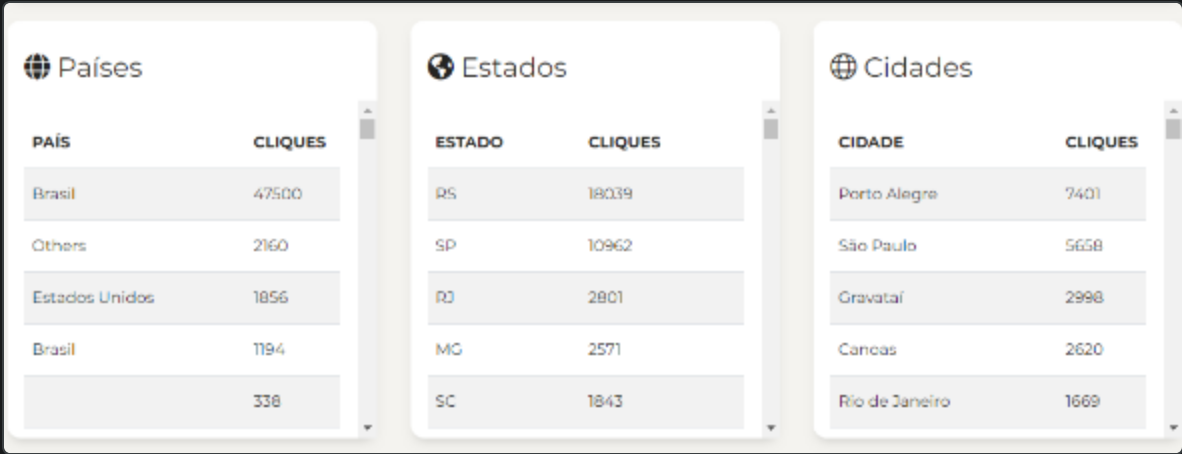 Países
PAÍS CLIQUES
Brasil 47500
Others 2160
Estados Unidos 1856
Brasil 1194
338
Estados
ESTADO CLIQUES
RS 18039
SP 10962
RJ 2801
MG 2571
SC 1843
Cidades
CIDADE CLIQUES
Porto Alegre 7401
São Paulo 5658
Gravataí 2998
Canoas 2620
Rio de Janeiro 1669